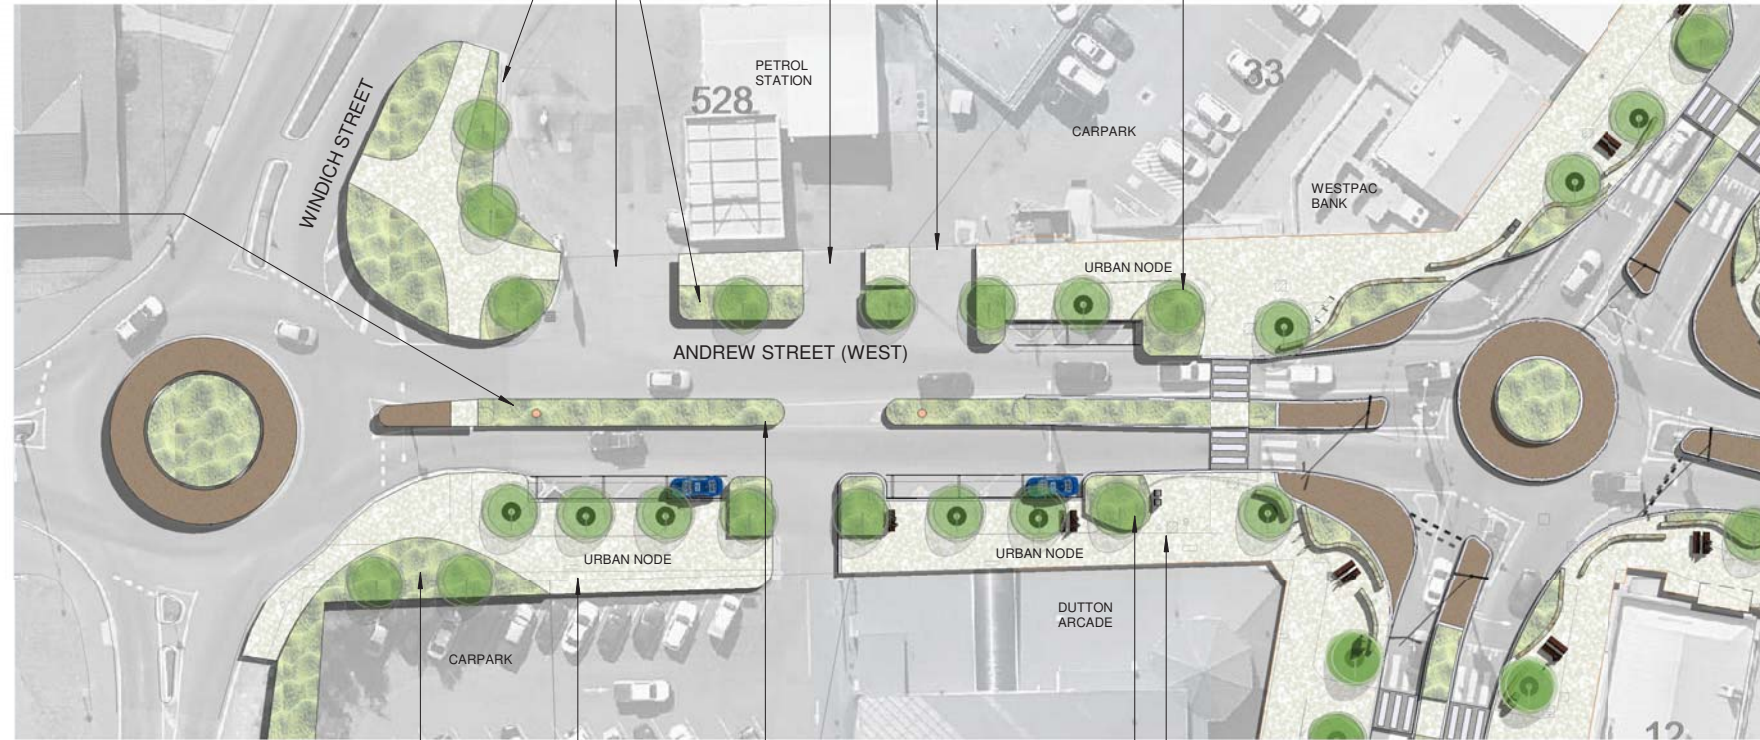 PETROL
STATION
528
33
CARPARK
WINDICH STREET
WESTPAC
BANK
URBAN NODE
ANDREW STREET (WEST)
URBAN NODE
URBAN NODE
DUTTON
ARCADE
CARPARK
12